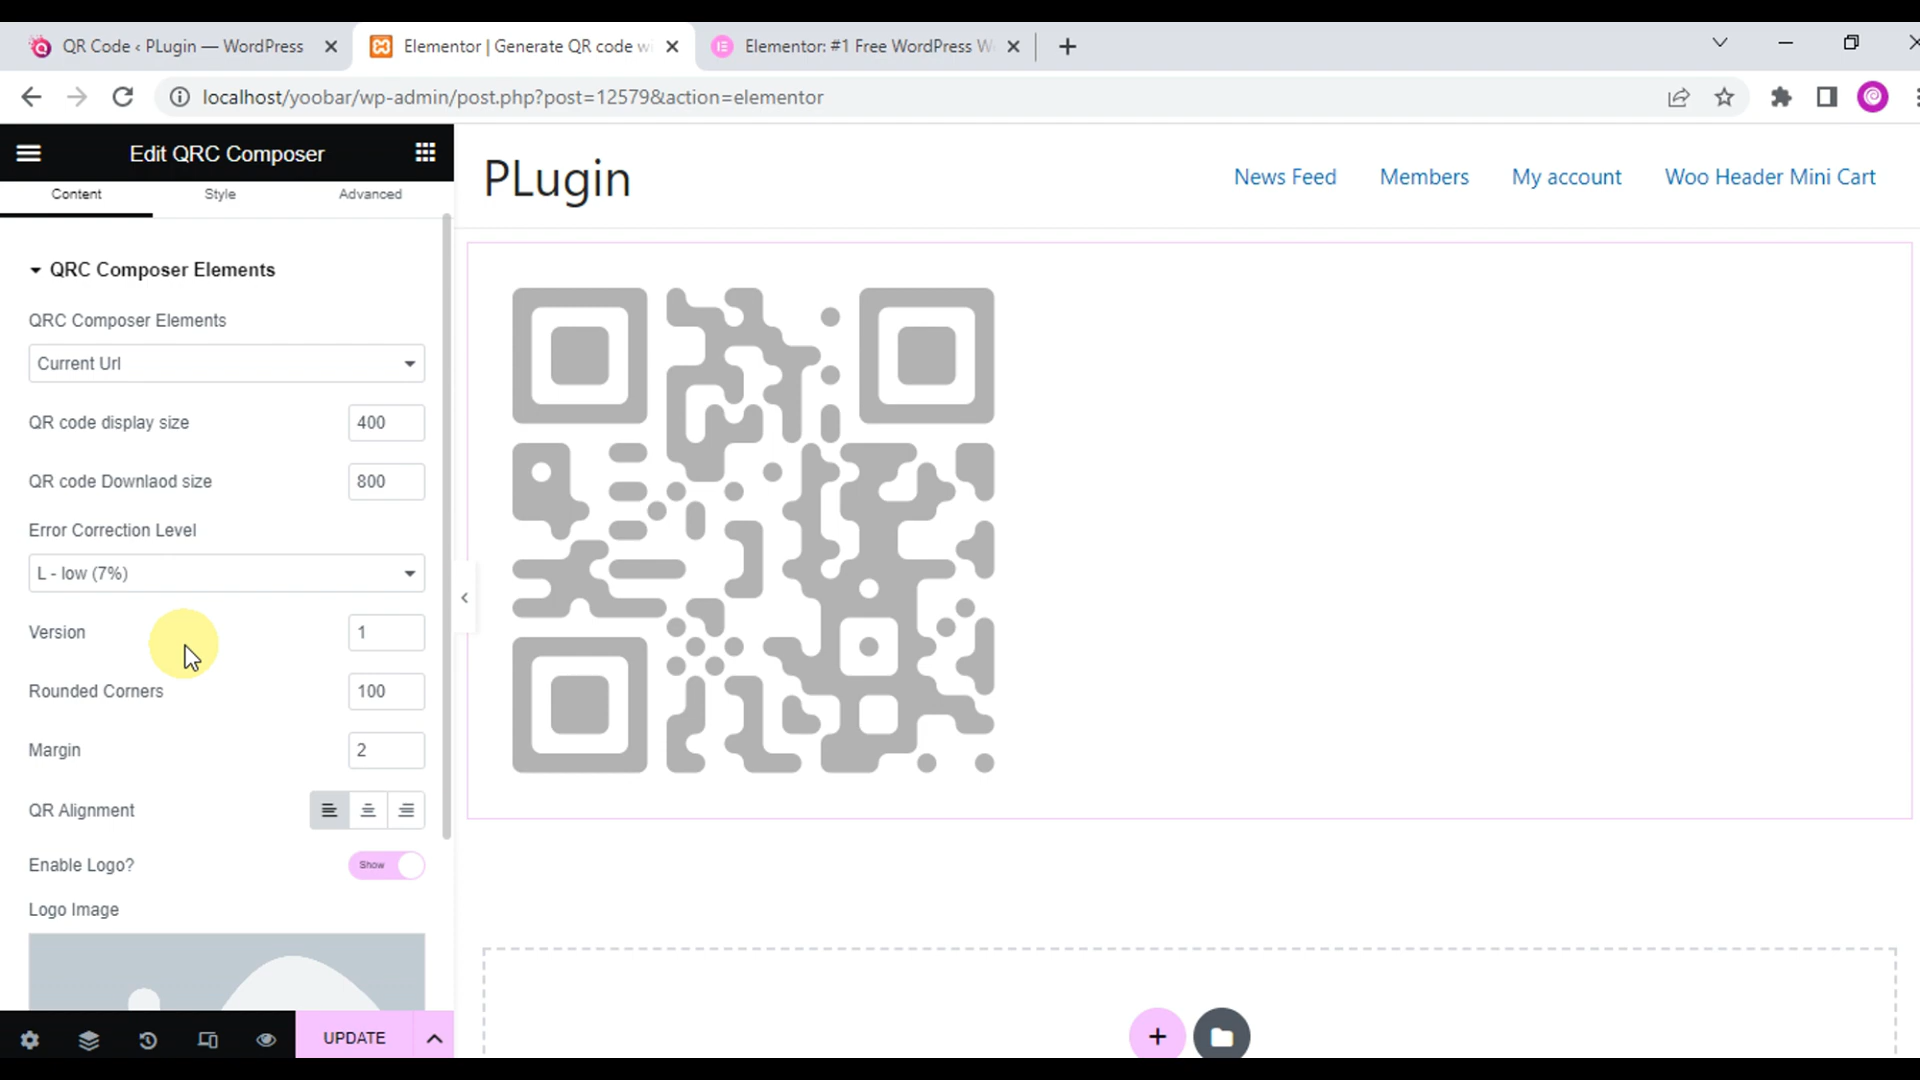 QR Code ‹ PLugin — WordPress
Elementor | Generate QR code wi
Elementor: #1 Free WordPress W
localhost/yoobar/wp-admin/post.php?post=12579&action=elementor
Edit QRC Composer
Content Style Advanced
PLugin
News Feed Members My account Woo Header Mini Cart
QRC Composer Elements
QRC Composer Elements
Current Url
QR code display size 400
QR code Downlaod size 800
Error Correction Level
L - low (7%)
Version 1
Rounded Corners 100
Margin 2
QR Alignment
Enable Logo? Show
Logo Image
UPDATE